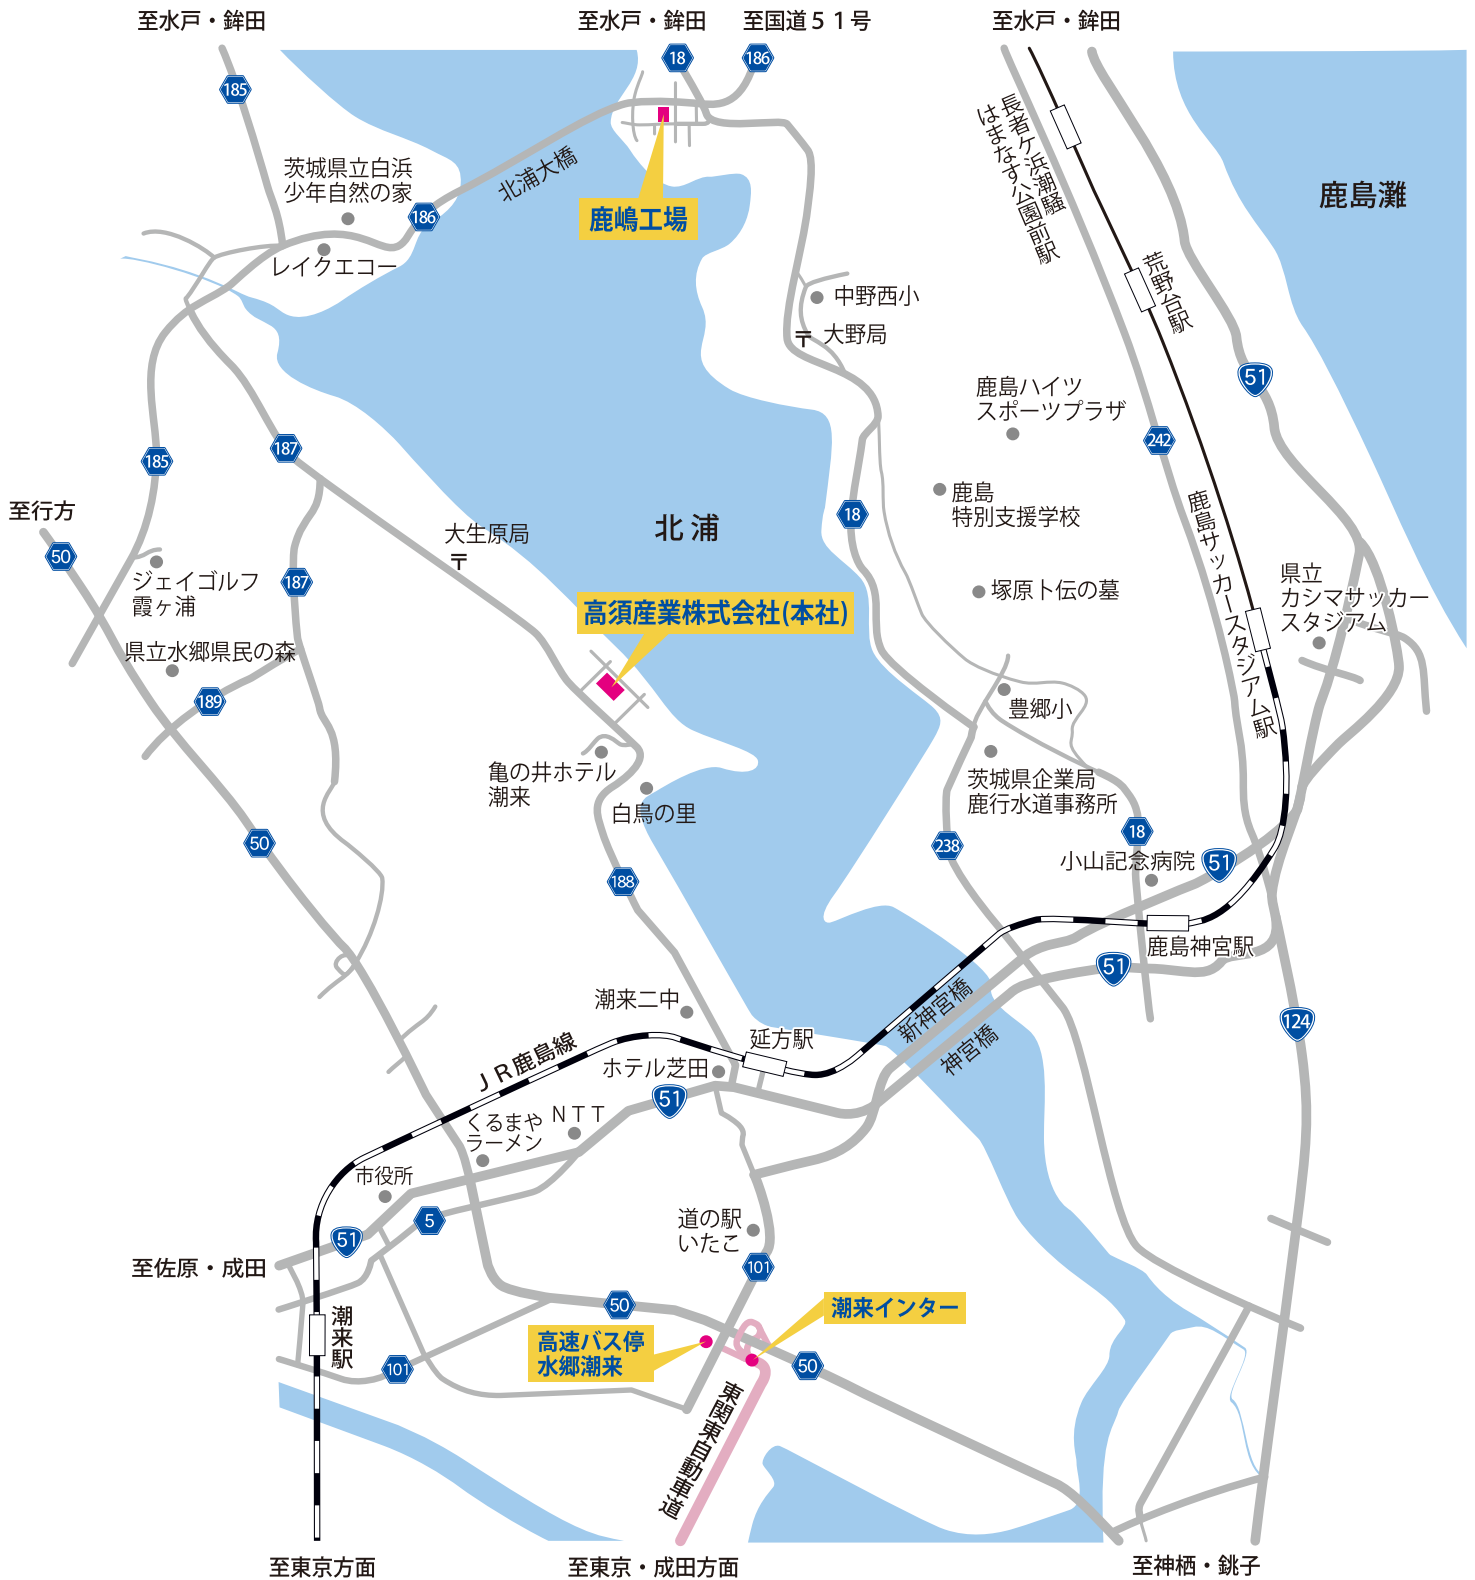 至水戸・鉾田
至水戸・鉾田
至国道５１号
至水戸・鉾田
18
186
185
長者ケ浜潮騒
はまなす公園前駅
茨城県立白浜
少年自然の家
北浦大橋
鹿島灘
186
鹿嶋工場
レイクエコー
荒野台駅
中野西小
〒大野局
51
鹿島ハイツ
スポーツプラザ
187
242
185
鹿島
特別支援学校
至行方
18
北浦
大生原局
〒
50
鹿島サッカースタジアム駅
ジェイゴルフ
霞ヶ浦
187
塚原卜伝の墓
県立
カシマサッカー
スタジアム
高須産業株式会社(本社)
県立水郷県民の森
189
豊郷小
亀の井ホテル
潮来
茨城県企業局
鹿行水道事務所
白鳥の里
50
238
18
小山記念病院
51
188
鹿島神宮駅
51
潮来二中
新神宮橋
神宮橋
124
延方駅
ＪＲ鹿島線
ホテル芝田
51
くるまや
ラーメン
ＮＴＴ
市役所
5
51
道の駅
いたこ
至佐原・成田
101
50
潮来インター
潮来駅
高速バス停
水郷潮来
101
50
東関東自動車道
至東京方面
至東京・成田方面
至神栖・銚子